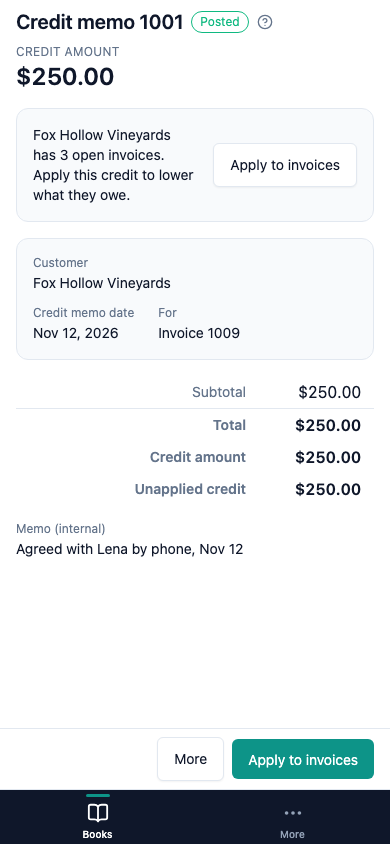 Credit memo 1001 Posted
CREDIT AMOUNT
$250.00
Fox Hollow Vineyards
has 3 open invoices.
Apply this credit to lower
what they owe.
Apply to invoices
Customer
Fox Hollow Vineyards
Credit memo date For
Nov 12, 2026 Invoice 1009
Subtotal $250.00
Total $250.00
Credit amount $250.00
Unapplied credit $250.00
Memo (internal)
Agreed with Lena by phone, Nov 12
More Apply to invoices
Books More